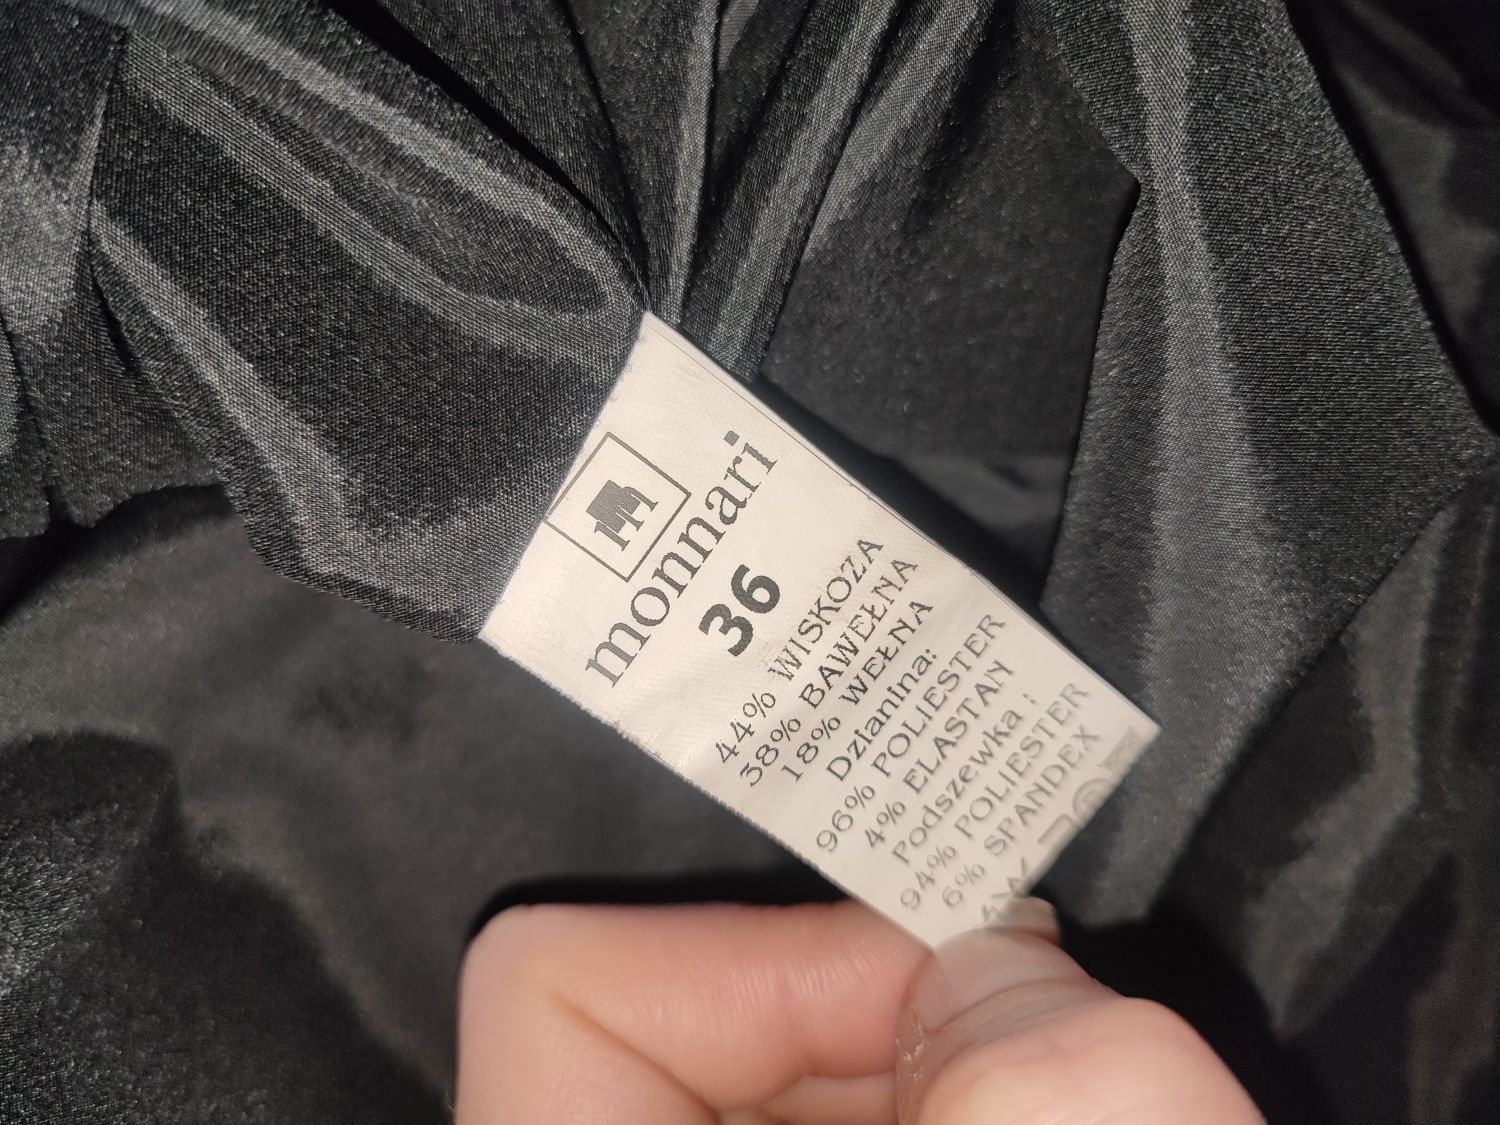 m
monnari
36
44% WISKOZA
38% BAWEŁNA
18% WEŁNA
Dzianina:
96% POLIESTER
4% ELASTAN
Podszewka :
94% POLIESTER
6% SPANDEX